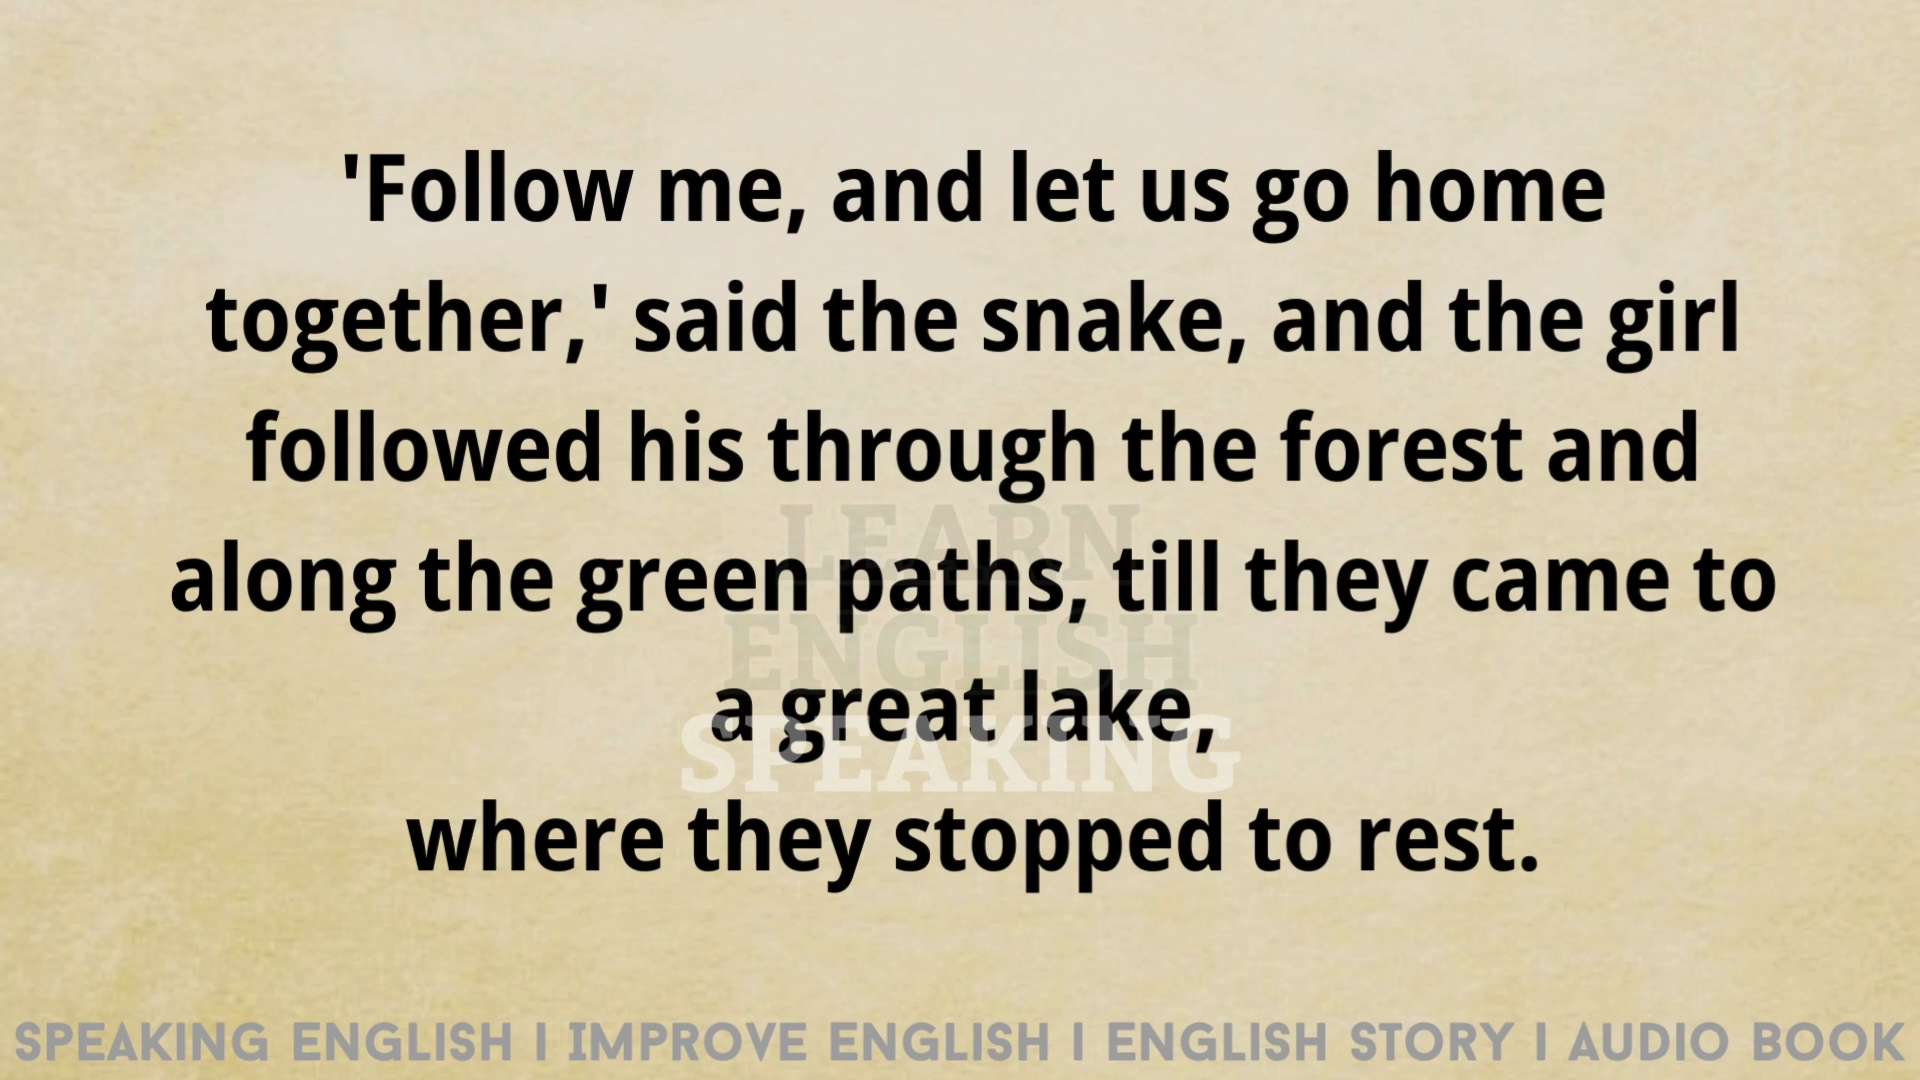 'Follow me, and let us go home
together,' said the snake, and the girl
followed his through the forest and
along the green paths, till they came to
a great lake,
where they stopped to rest.
LEARN
ENGLISH
SPEAKING
SPEAKING ENGLISH I IMPROVE ENGLISH I ENGLISH STORY I AUDIO BOOK